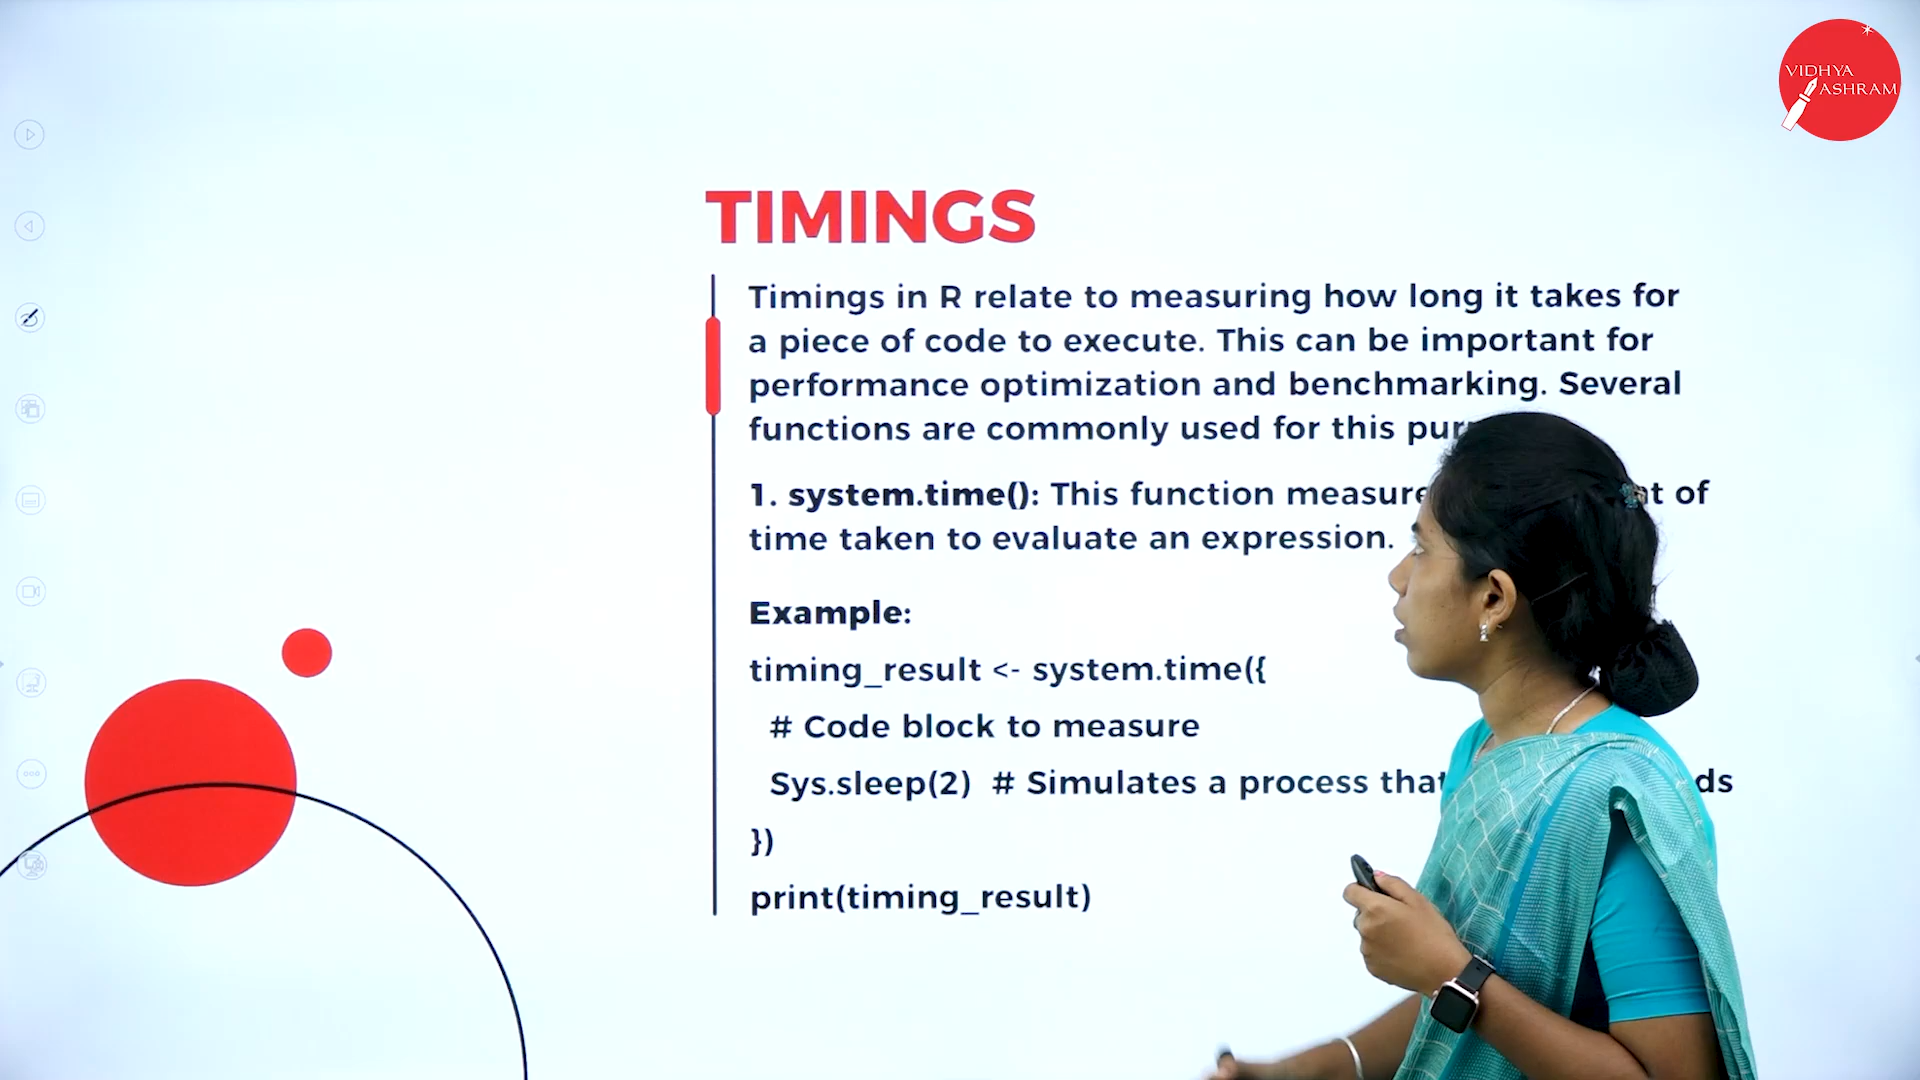 VIDHYA
ASHRAM
TIMINGS
Timings in R relate to measuring how long it takes for
a piece of code to execute. This can be important for
performance optimization and benchmarking. Several
functions are commonly used for this
1. system.time(): This function of
time taken to evaluate an expression.
Example:
timing_result <- system.time({
# Code block to measure
Sys.sleep(2) # Simulates a process
})
print(timing_result)